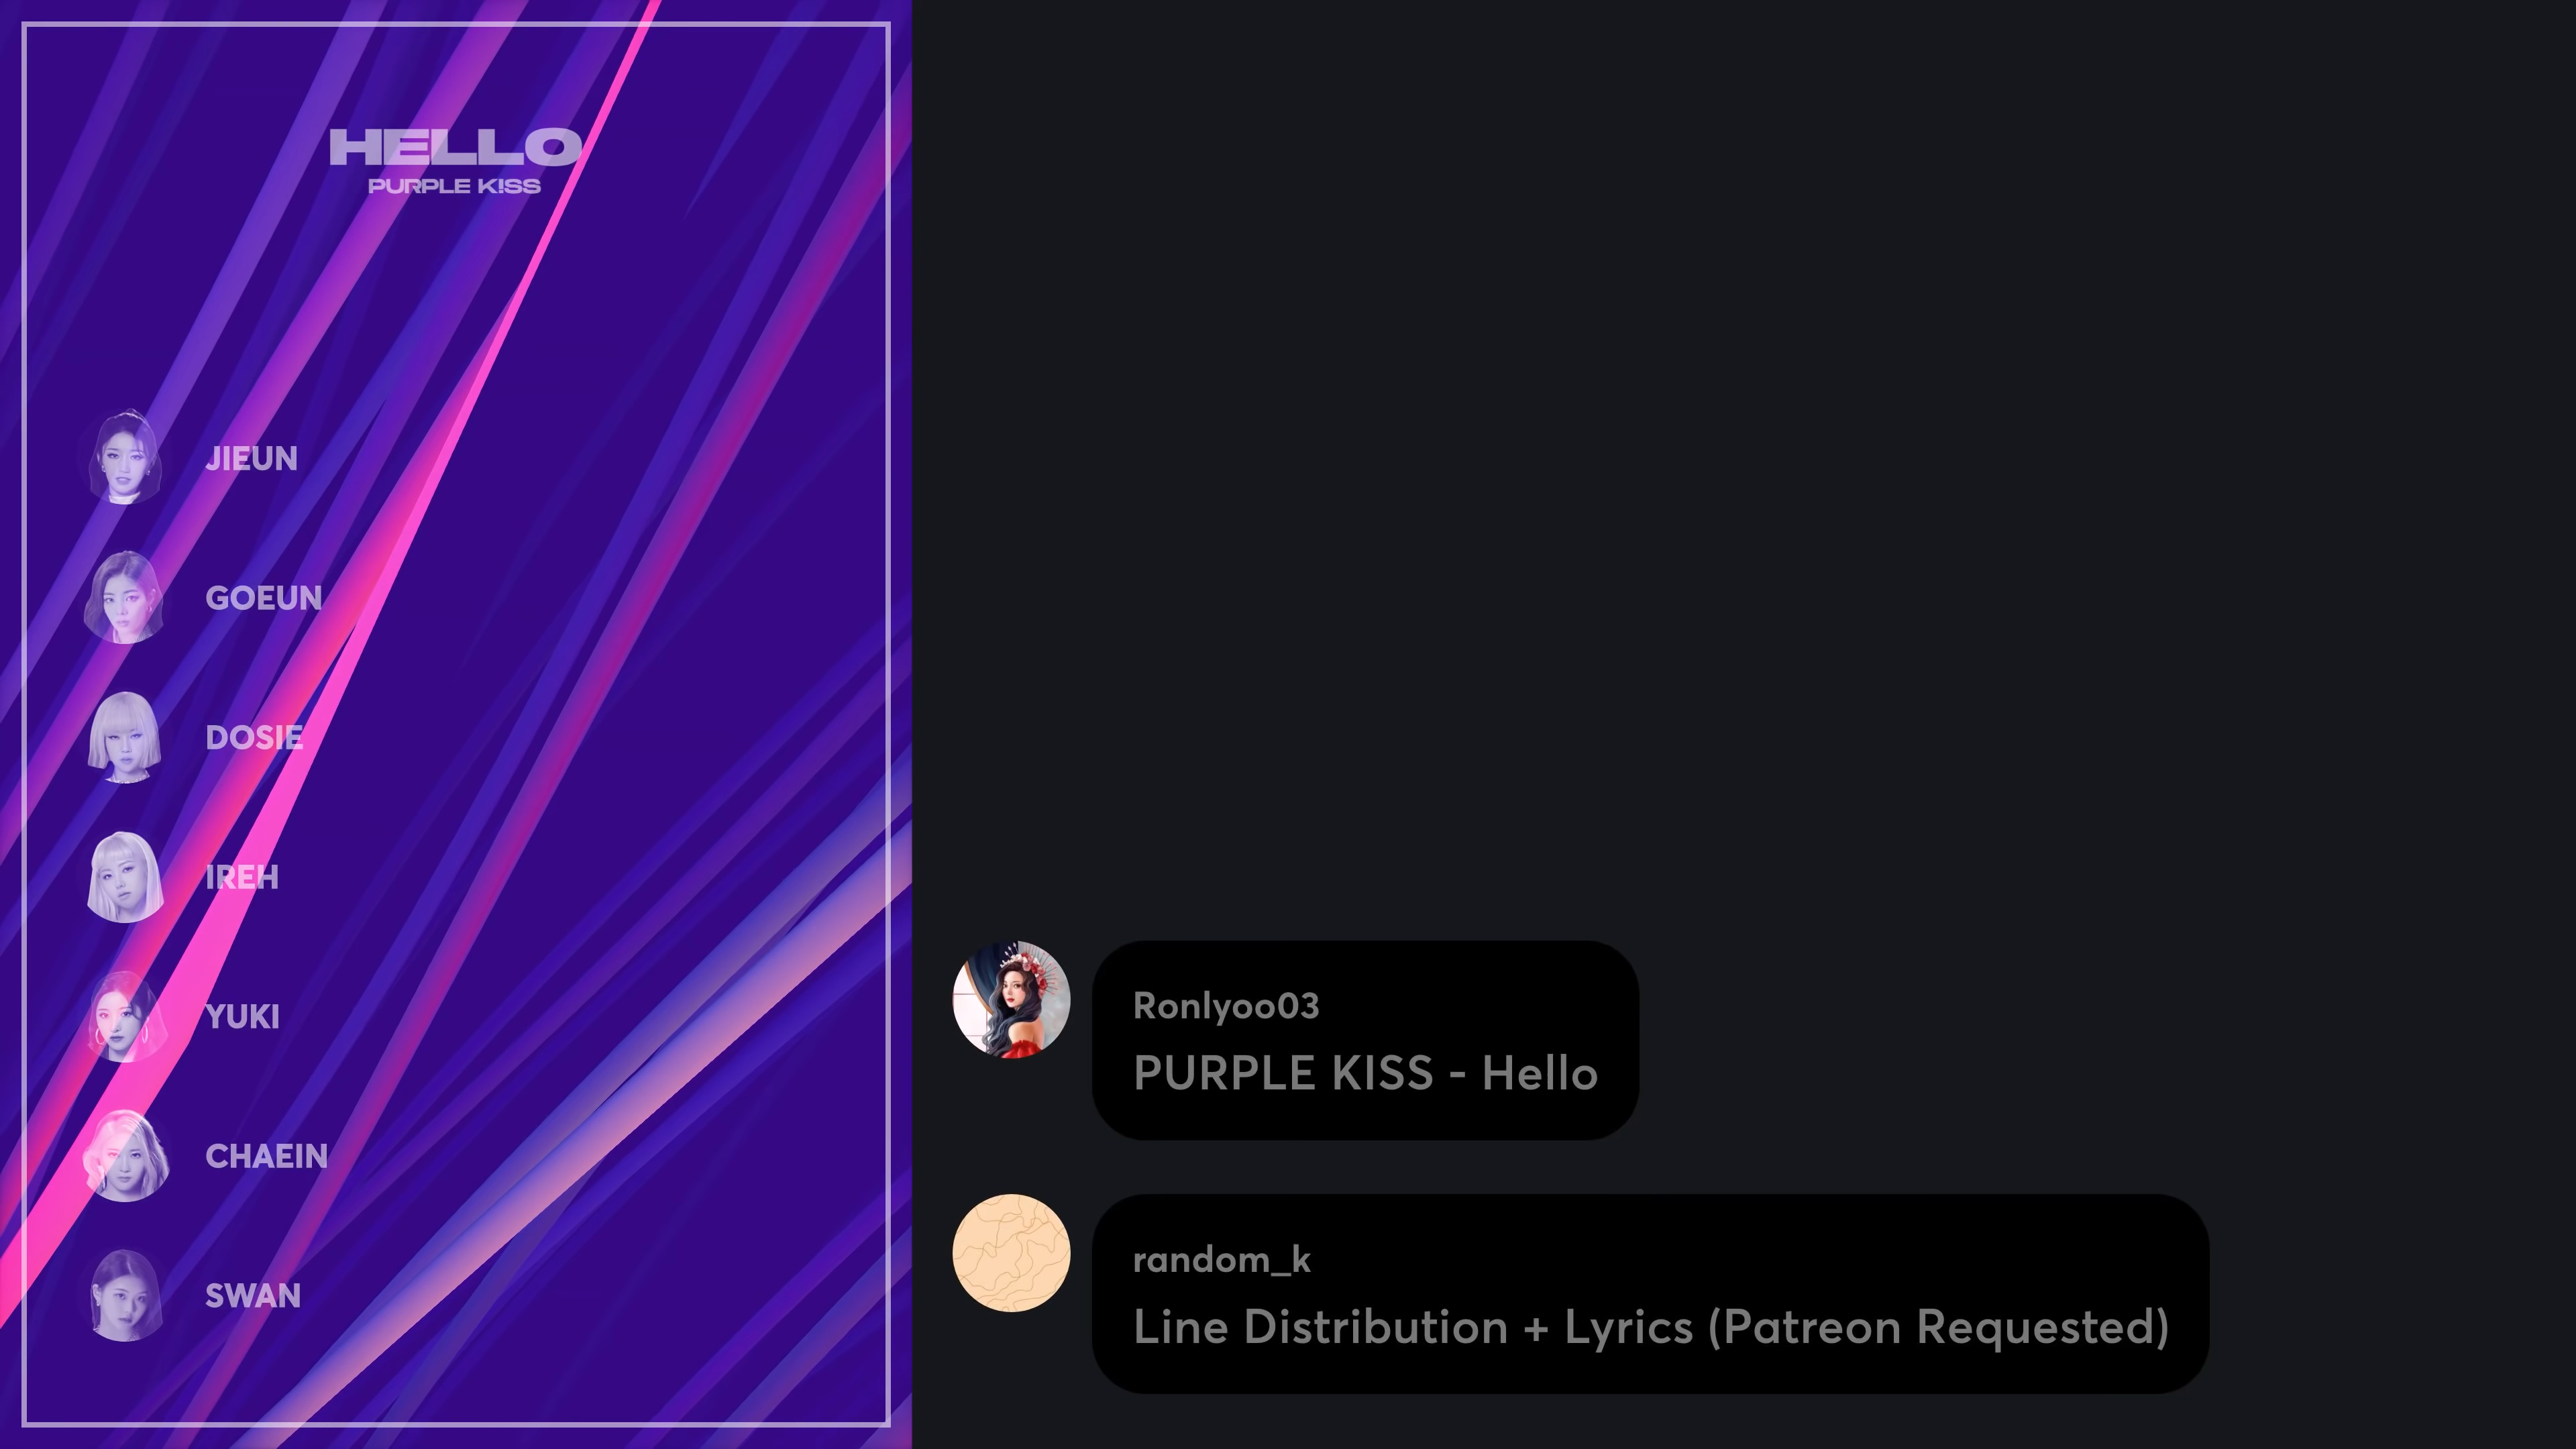 HELLO
PURPLE K!SS
JIEUN
GOEUN
DOSIE
IREH
YUKI
CHAEIN
SWAN
Ronlyoo03
PURPLE KISS - Hello
random_k
Line Distribution + Lyrics (Patreon Requested)